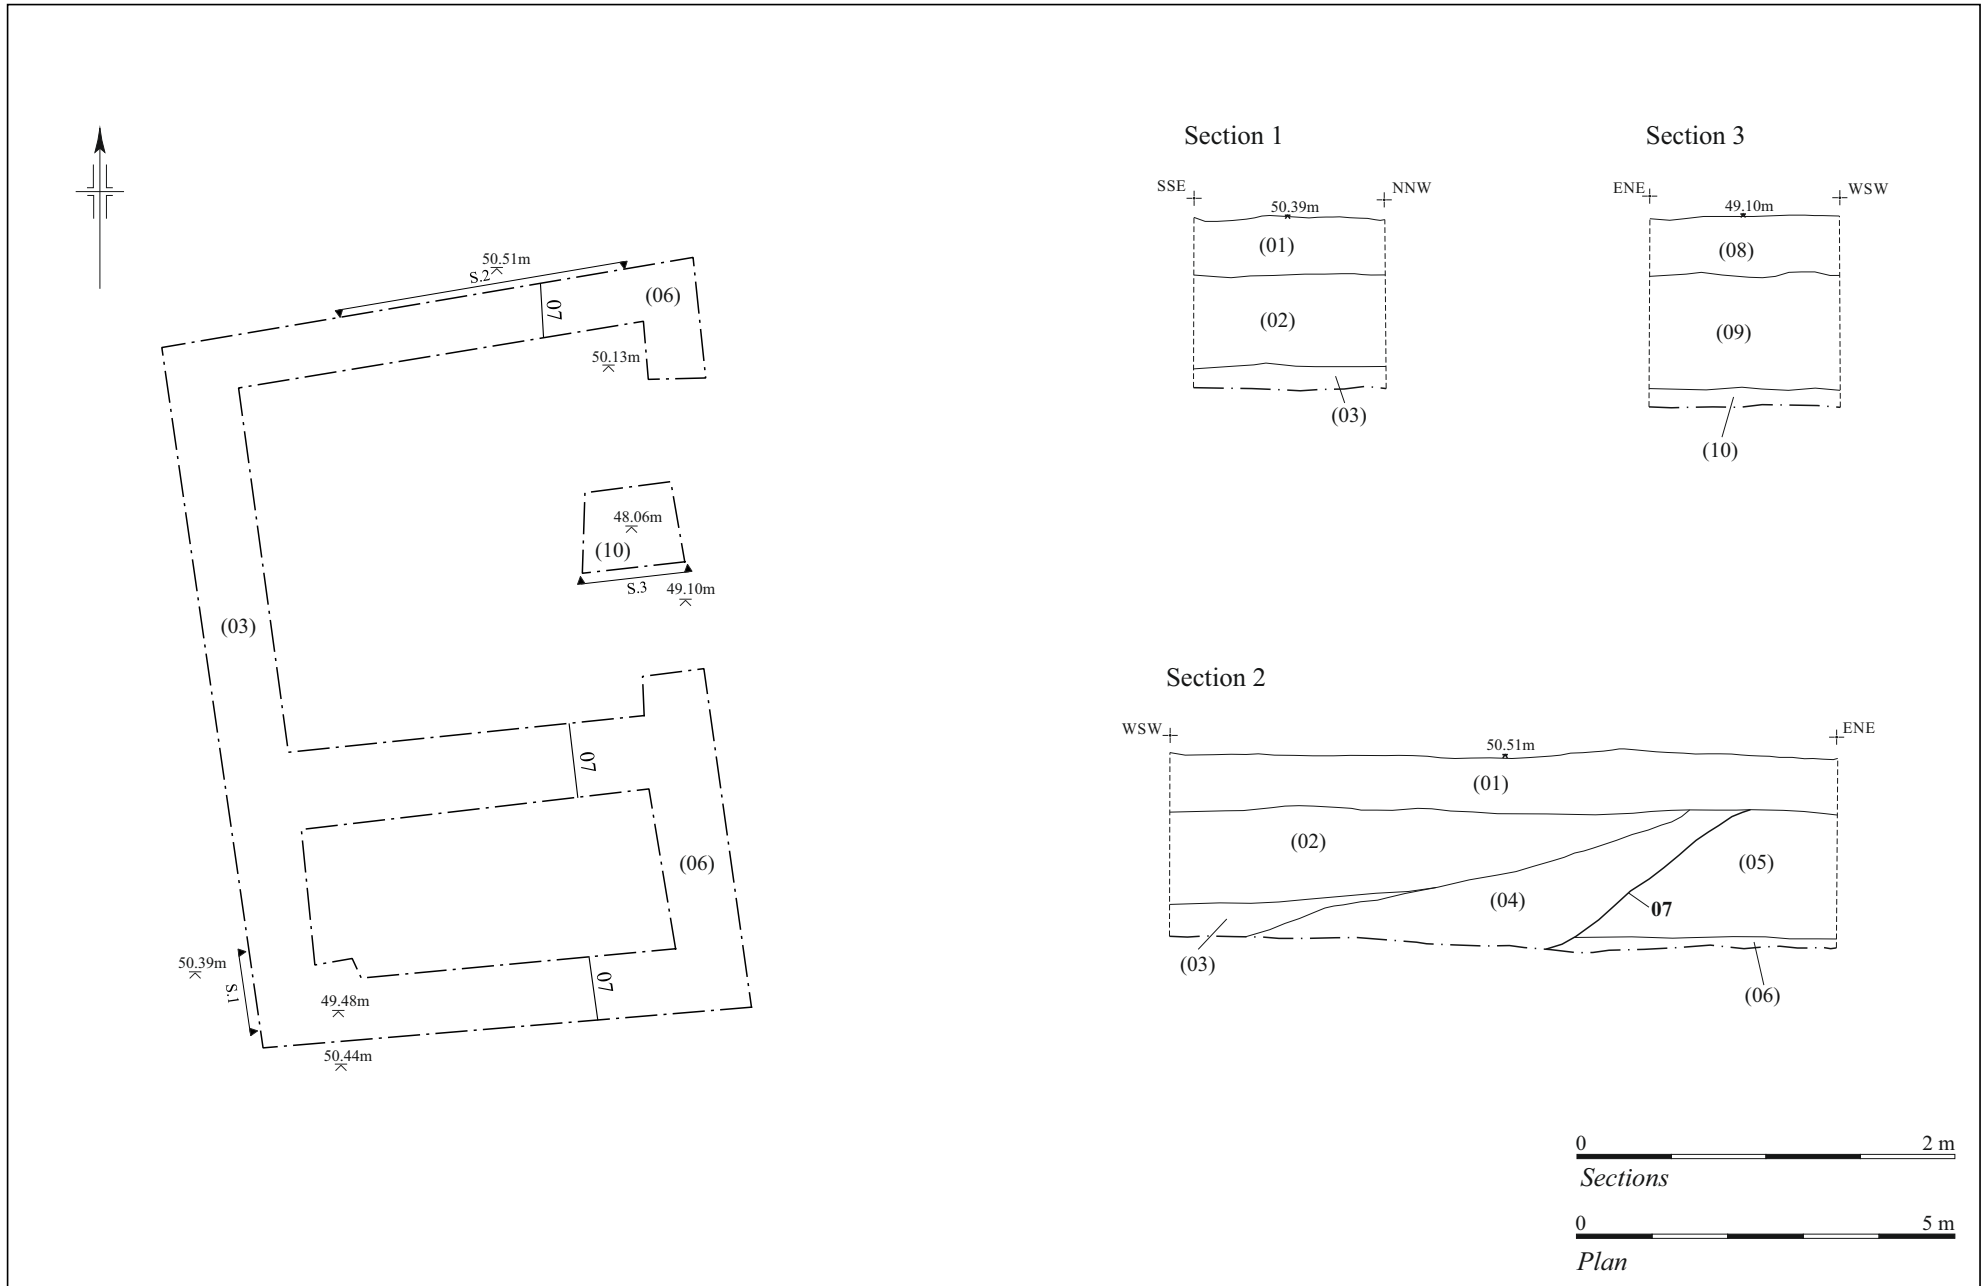 50.51m
S.2
07
(06)
50.13m
48.06m
(10)
S.3
49.10m
(03)
07
(06)
50.39m
S.1
49.48m
07
50.44m
Section 1
SSE
NNW
50.39m
(01)
(02)
(03)
Section 3
ENE
WSW
49.10m
(08)
(09)
(10)
Section 2
WSW
ENE
50.51m
(01)
(02)
(05)
(04)
07
(03)
(06)
0 2 m
Sections
0 5 m
Plan